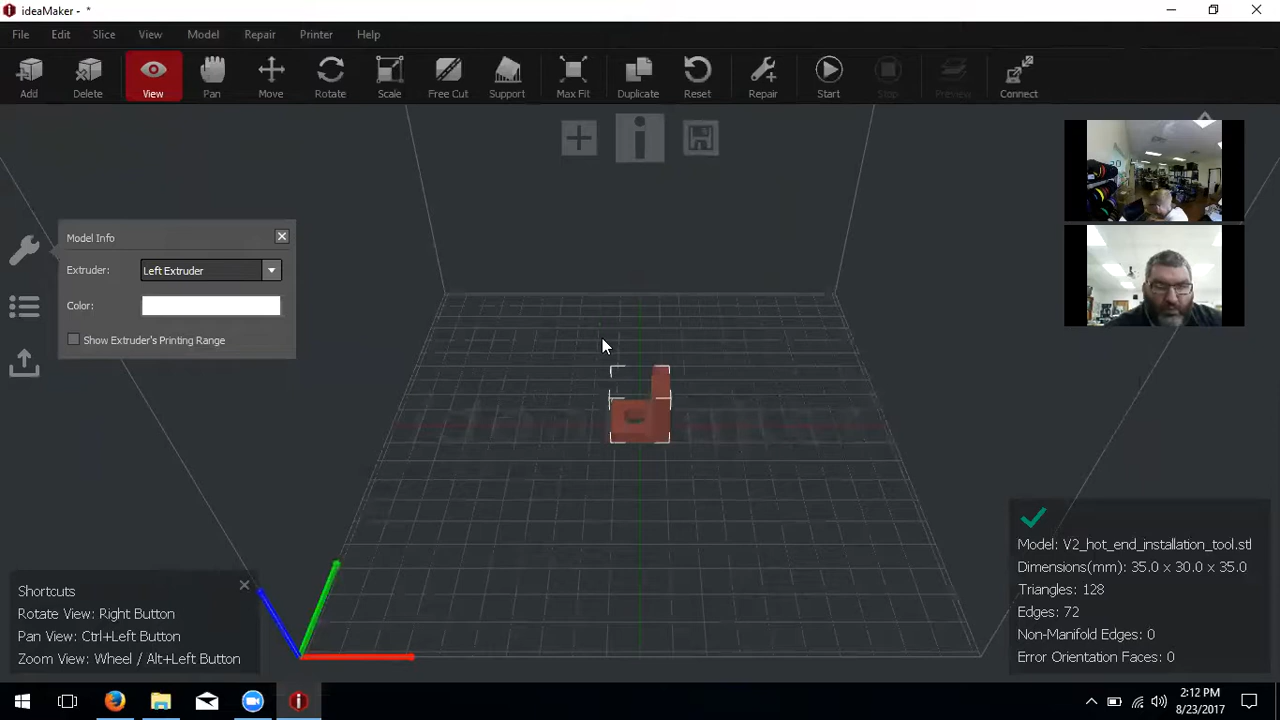 ideaMaker - *
File Edit Slice View Model Repair Printer Help
Add Delete View Pan Move Rotate Scale Free Cut Support Max Fit Duplicate Reset Repair Start Stop Preview Connect
Model Info
Extruder: Left Extruder
Color:
Show Extruder's Printing Range
Model: V2_hot_end_installation_tool.stl
Dimensions(mm): 35.0 x 30.0 x 35.0
Triangles: 128
Edges: 72
Non-Manifold Edges: 0
Error Orientation Faces: 0
Shortcuts
Rotate View: Right Button
Pan View: Ctrl+Left Button
Zoom View: Wheel / Alt+Left Button
2:12 PM
8/23/2017